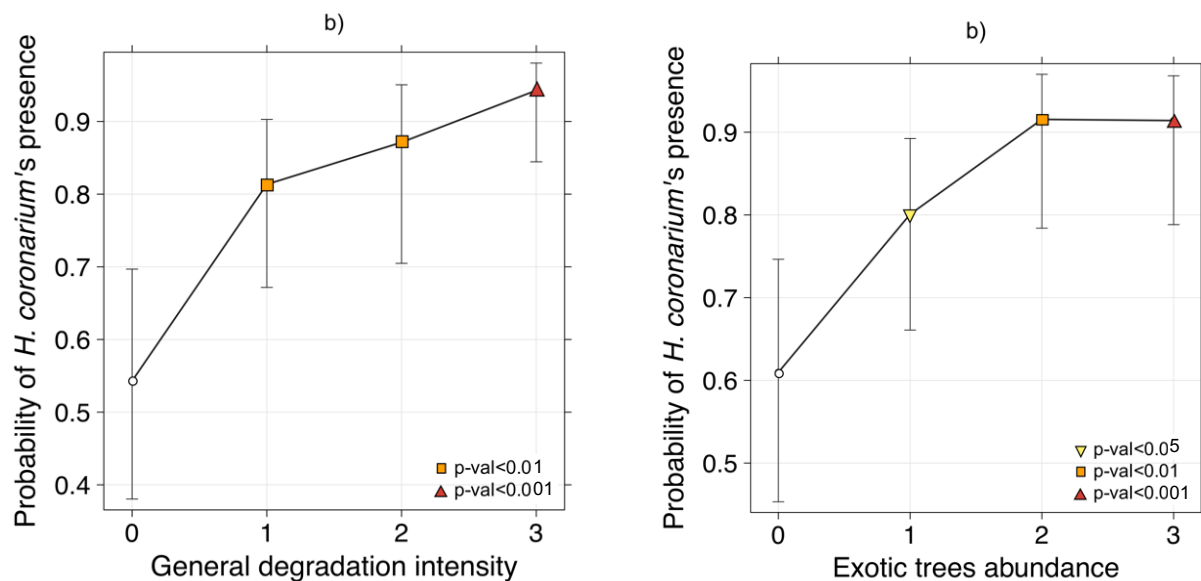 b)
Probability of H. coronarium's presence
0.9
0.8
0.7
0.6
0.5
0.4
p-val<0.01
p-val<0.001
0 1 2 3
General degradation intensity
b)
Probability of H. coronarium's presence
0.9
0.8
0.7
0.6
0.5
p-val<0.05
p-val<0.01
p-val<0.001
0 1 2 3
Exotic trees abundance